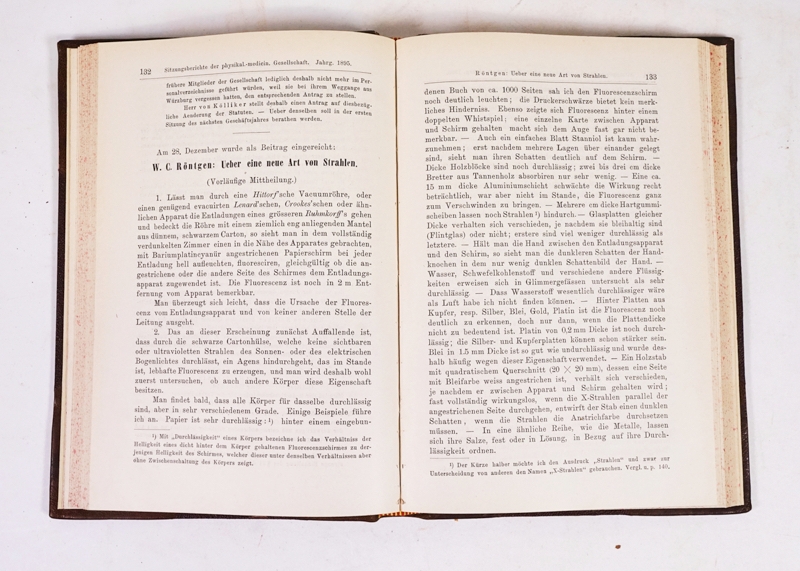 132 Sitzungsberichte der physikal-medicin. Gesellschaft. Jahrg. 1895.
frühere Mitglieder der Gesellschaft lediglich deshalb nicht mehr im Per-
sonalverzeichnisse geführt würden, weil sie bei ihrem Weggange aus
Würzburg vergessen hatten, den entsprechenden Antrag zu stellen.
Herr von Kölliker stellt deshalb einen Antrag auf diesbezüg-
liche Aenderung der Statuten. — Ueber denselben soll in der ersten
Sitzung des nächsten Geschäftsjahres berathen werden.
Am 28. Dezember wurde als Beitrag eingereicht:
W. C. Röntgen: Ueber eine neue Art von Strahlen.
(Vorläufige Mittheilung.)
1. Lässt man durch eine Hittorf'sche Vacuumröhre, oder
einen genügend evacuirten Lenard'schen, Crookes'schen oder ähn-
lichen Apparat die Entladungen eines grösseren Ruhmkorff's gehen
und bedeckt die Röhre mit einem ziemlich eng anliegenden Mantel
aus dünnem, schwarzem Carton, so sieht man in dem vollständig
verdunkelten Zimmer einen in die Nähe des Apparates gebrachten,
mit Bariumplatincyanür angestrichenen Papierschirm bei jeder
Entladung hell aufleuchten, fluoresciren, gleichgültig ob die an-
gestrichene oder die andere Seite des Schirmes dem Entladungs-
apparat zugewendet ist. Die Fluorescenz ist noch in 2 m Ent-
fernung vom Apparat bemerkbar.
Man überzeugt sich leicht, dass die Ursache der Fluores-
cenz vom Entladungsapparat und von keiner anderen Stelle der
Leitung ausgeht.
2. Das an dieser Erscheinung zunächst Auffallende ist,
dass durch die schwarze Cartonhülse, welche keine sichtbaren
oder ultravioletten Strahlen des Sonnen- oder des elektrischen
Bogenlichtes durchlässt, ein Agens hindurchgeht, das im Stande
ist, lebhafte Fluorescenz zu erzeugen, und man wird deshalb wohl
zuerst untersuchen, ob auch andere Körper diese Eigenschaft
besitzen.
Man findet bald, dass alle Körper für dasselbe durchlässig
sind, aber in sehr verschiedenem Grade. Einige Beispiele führe
ich an. Papier ist sehr durchlässig: ¹) hinter einem eingebun-
¹) Mit „Durchlässigkeit" eines Körpers bezeichne ich das Verhältniss der
Helligkeit eines dicht hinter dem Körper gehaltenen Fluorescenzschirmes zu der-
jenigen Helligkeit des Schirmes, welcher dieser unter denselben Verhältnissen aber
ohne Zwischenschaltung des Körpers zeigt.
Röntgen: Ueber eine neue Art von Strahlen. 133
denen Buch von ca. 1000 Seiten sah ich den Fluorescenzschirm
noch deutlich leuchten; die Druckerschwärze bietet kein merk-
liches Hinderniss. Ebenso zeigte sich Fluorescenz hinter einem
doppelten Whistspiel; eine einzelne Karte zwischen Apparat
und Schirm gehalten macht sich dem Auge fast gar nicht be-
merkbar. — Auch ein einfaches Blatt Stanniol ist kaum wahr-
zunehmen; erst nachdem mehrere Lagen über einander gelegt
sind, sieht man ihren Schatten deutlich auf dem Schirm. —
Dicke Holzblöcke sind noch durchlässig; zwei bis drei cm dicke
Bretter aus Tannenholz absorbiren nur sehr wenig. — Eine ca.
15 mm dicke Aluminiumschicht schwächte die Wirkung recht
beträchtlich, war aber nicht im Stande, die Fluorescenz ganz
zum Verschwinden zu bringen. — Mehrere cm dicke Hartgummi-
scheiben lassen noch Strahlen ¹) hindurch. — Glasplatten gleicher
Dicke verhalten sich verschieden, je nachdem sie bleihaltig sind
(Flintglas) oder nicht; erstere sind viel weniger durchlässig als
letztere. — Hält man die Hand zwischen den Entladungsapparat
und den Schirm, so sieht man die dunkleren Schatten der Hand-
knochen in dem nur wenig dunklen Schattenbild der Hand. —
Wasser, Schwefelkohlenstoff und verschiedene andere Flüssig-
keiten erweisen sich in Glimmergefässen untersucht als sehr
durchlässig. — Dass Wasserstoff wesentlich durchlässiger wäre
als Luft habe ich nicht finden können. — Hinter Platten aus
Kupfer, resp. Silber, Blei, Gold, Platin ist die Fluorescenz noch
deutlich zu erkennen, doch nur dann, wenn die Plattendicke
nicht zu bedeutend ist. Platin von 0,2 mm Dicke ist noch durch-
lässig; die Silber- und Kupferplatten können schon stärker sein.
Blei in 1.5 mm Dicke ist so gut wie undurchlässig und wurde des-
halb häufig wegen dieser Eigenschaft verwendet. — Ein Holzstab
mit quadratischem Querschnitt (20 × 20 mm), dessen eine Seite
mit Bleifarbe weiss angestrichen ist, verhält sich verschieden,
je nachdem er zwischen Apparat und Schirm gehalten wird;
fast vollständig wirkungslos, wenn die X-Strahlen parallel der
angestrichenen Seite durchgehen, entwirft der Stab einen dunklen
Schatten, wenn die Strahlen die Anstrichfarbe durchsetzen
müssen. — In eine ähnliche Reihe, wie die Metalle, lassen
sich ihre Salze, fest oder in Lösung, in Bezug auf ihre Durch-
lässigkeit ordnen.
¹) Der Kürze halber möchte ich den Ausdruck „Strahlen" und zwar zur
Unterscheidung von anderen den Namen „X-Strahlen" gebrauchen. Vergl. u. p. 140.